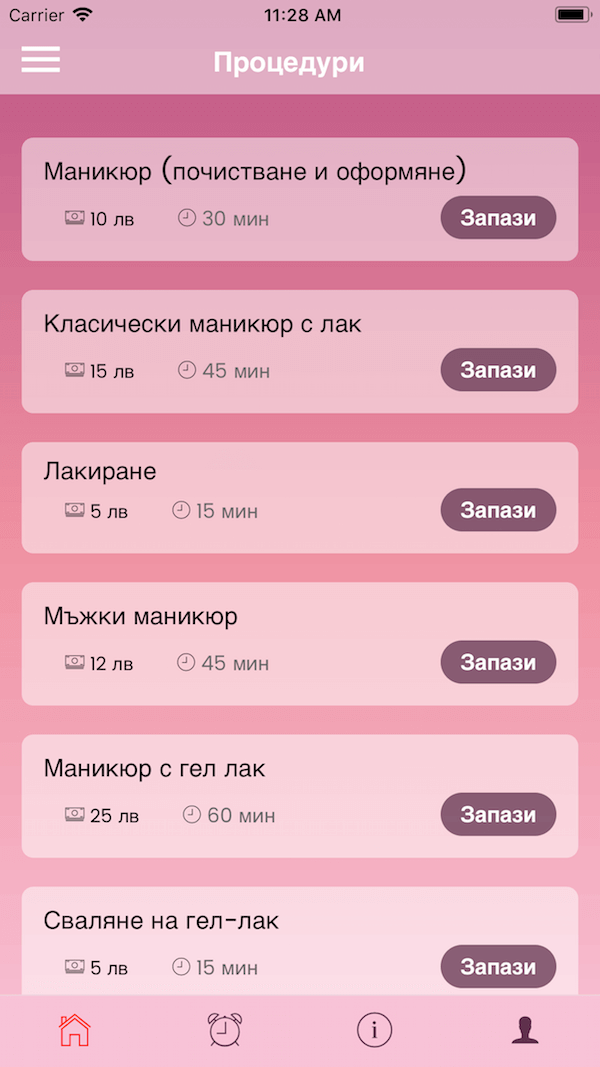 Carrier 11:28 AM
Процедури
Маникюр (почистване и оформяне)
10 лв 30 мин Запази
Класически маникюр с лак
15 лв 45 мин Запази
Лакиране
5 лв 15 мин Запази
Мъжки маникюр
12 лв 45 мин Запази
Маникюр с гел лак
25 лв 60 мин Запази
Сваляне на гел-лак
5 лв 15 мин Запази